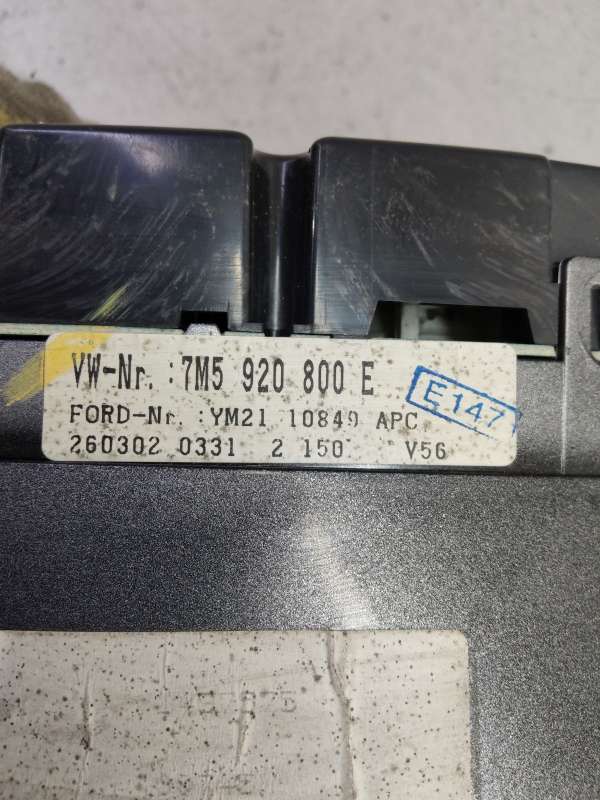 VW-Nr. :7M5 920 800 E
FORD-Nr. :YM21 10849 APC
260302 0331 2 150 V56
E147